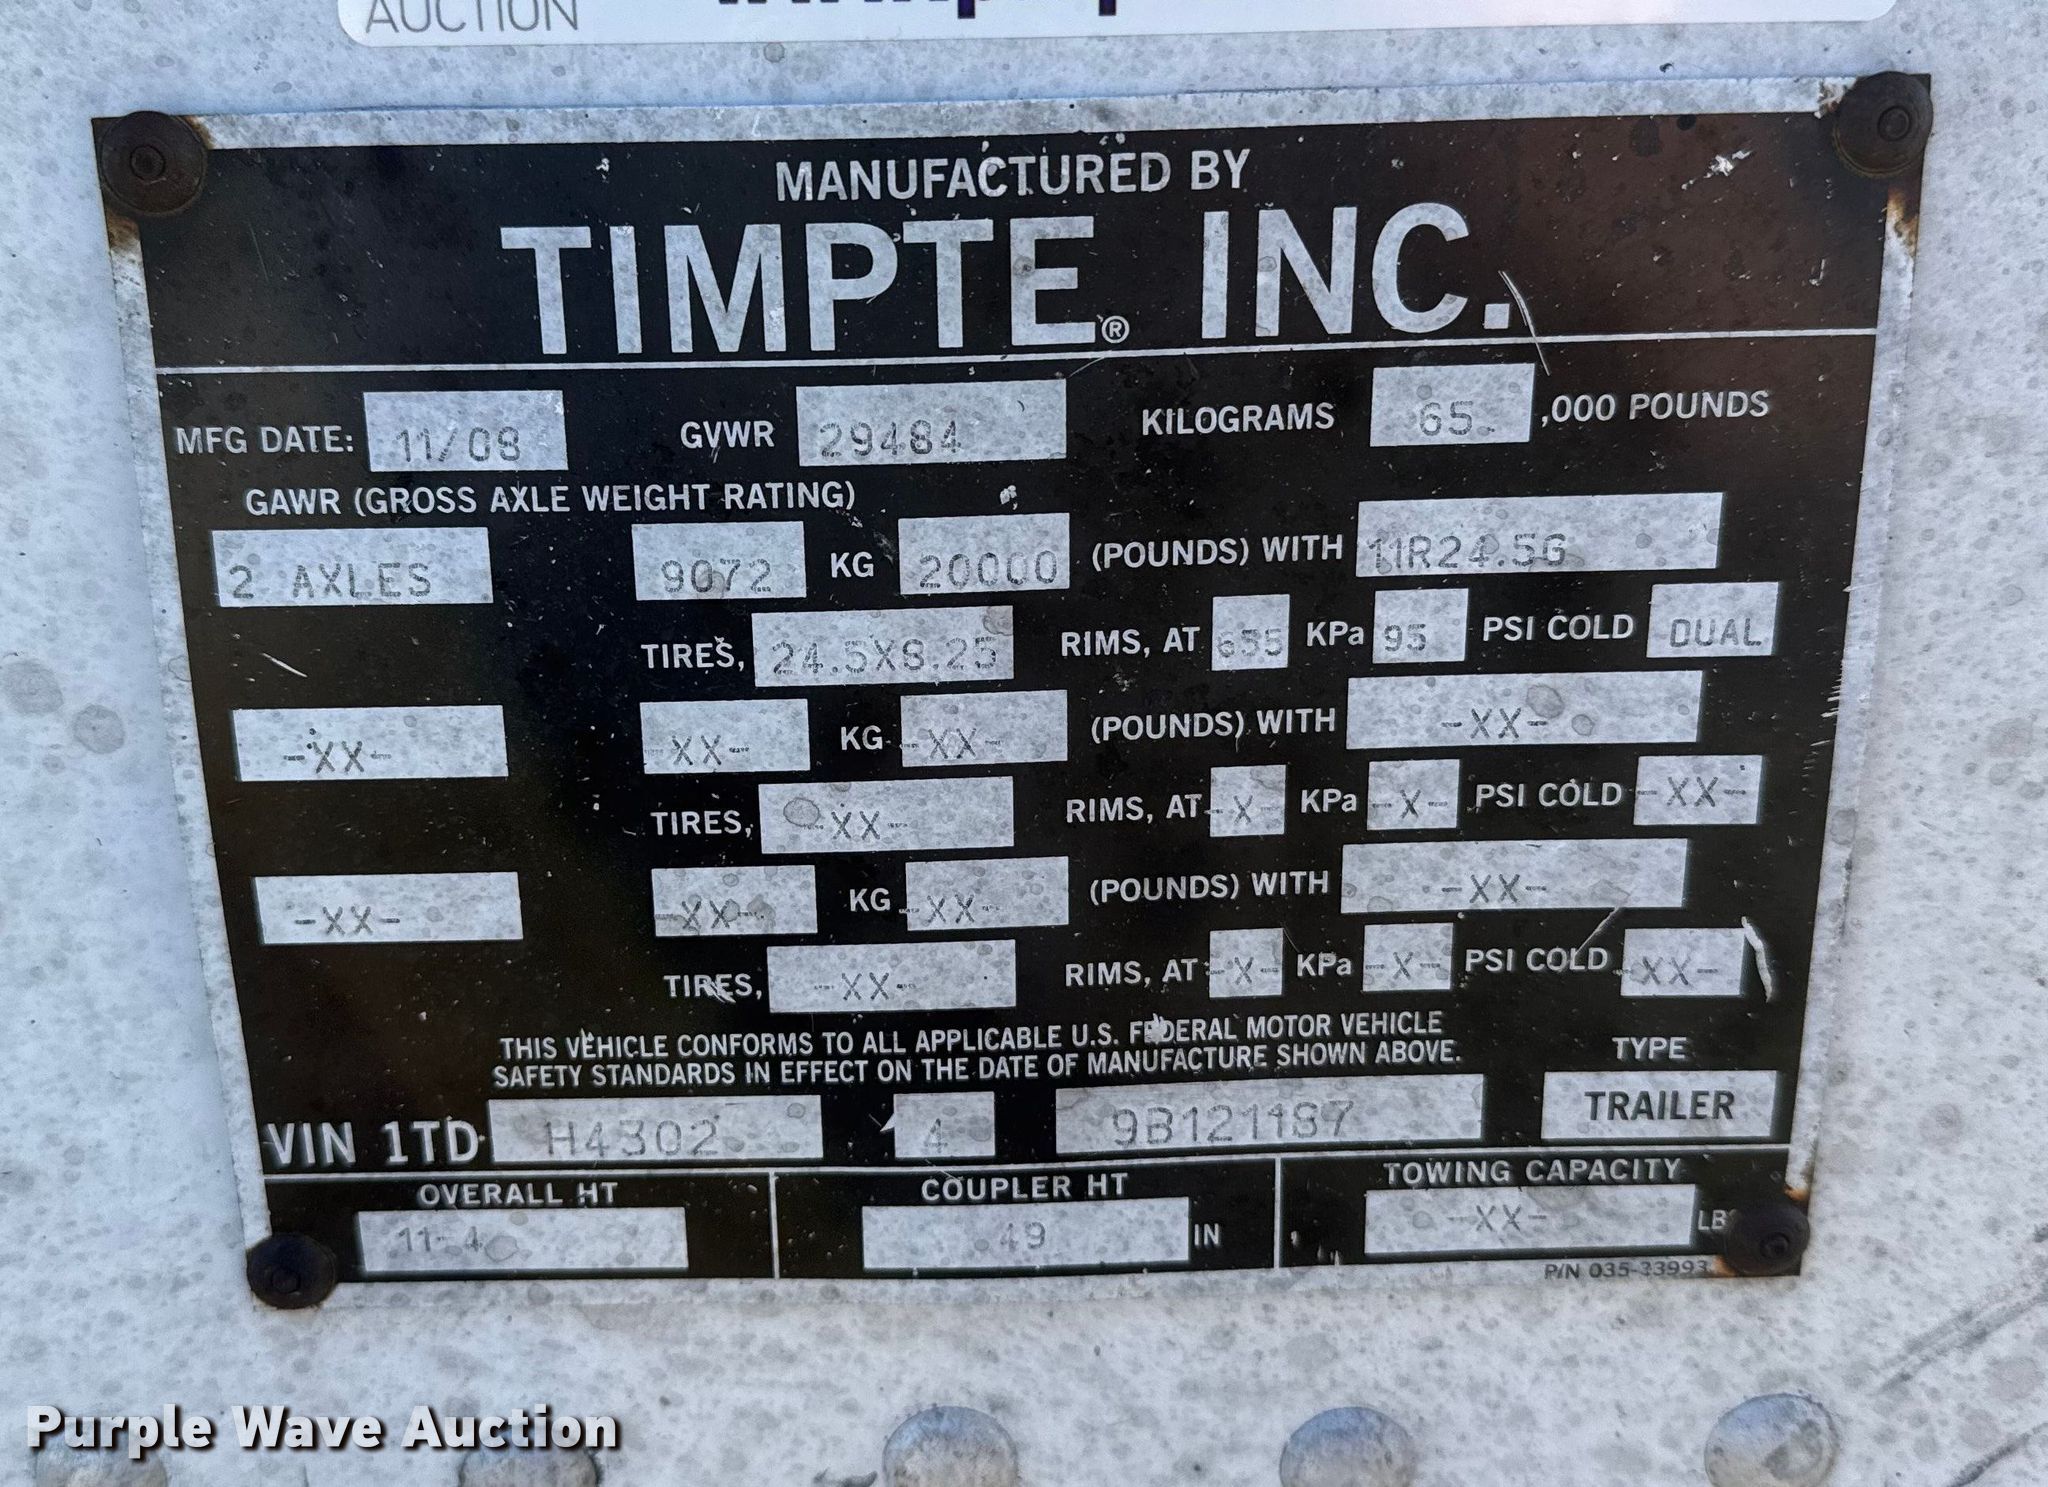 AUCTION
MANUFACTURED BY
TIMPTE® INC.
MFG DATE: 11/08 GVWR 29484 KILOGRAMS 65 ,000 POUNDS
GAWR (GROSS AXLE WEIGHT RATING)
2 AXLES 9072 KG 20000 (POUNDS) WITH 11R24.5G
TIRES, 24.5X8.25 RIMS, AT 655 KPa 95 PSI COLD DUAL
-XX- -XX- KG -XX- (POUNDS) WITH -XX-
TIRES, -XX- RIMS, AT -X- KPa -X- PSI COLD -XX-
-XX- -XX- KG -XX- (POUNDS) WITH -XX-
TIRES, -XX- RIMS, AT -X- KPa -X- PSI COLD -XX-
THIS VEHICLE CONFORMS TO ALL APPLICABLE U.S. FEDERAL MOTOR VEHICLE
SAFETY STANDARDS IN EFFECT ON THE DATE OF MANUFACTURE SHOWN ABOVE.
TYPE
VIN 1TD H4302 4 9B121187 TRAILER
OVERALL HT COUPLER HT TOWING CAPACITY
11-4 49 IN -XX- LBS
P/N 035-33993
Purple Wave Auction